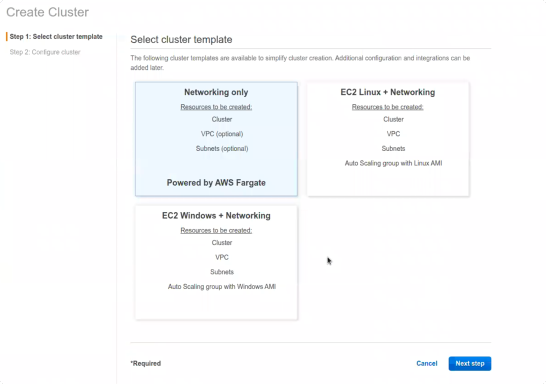 Create Cluster
Step 1: Select cluster template
Step 2: Configure cluster
Select cluster template
The following cluster templates are available to simplify cluster creation. Additional configuration and integrations can be
added later.
Networking only
Resources to be created:
Cluster
VPC (optional)
Subnets (optional)
Powered by AWS Fargate
EC2 Linux + Networking
Resources to be created:
Cluster
VPC
Subnets
Auto Scaling group with Linux AMI
EC2 Windows + Networking
Resources to be created:
Cluster
VPC
Subnets
Auto Scaling group with Windows AMI
*Required
Cancel
Next step